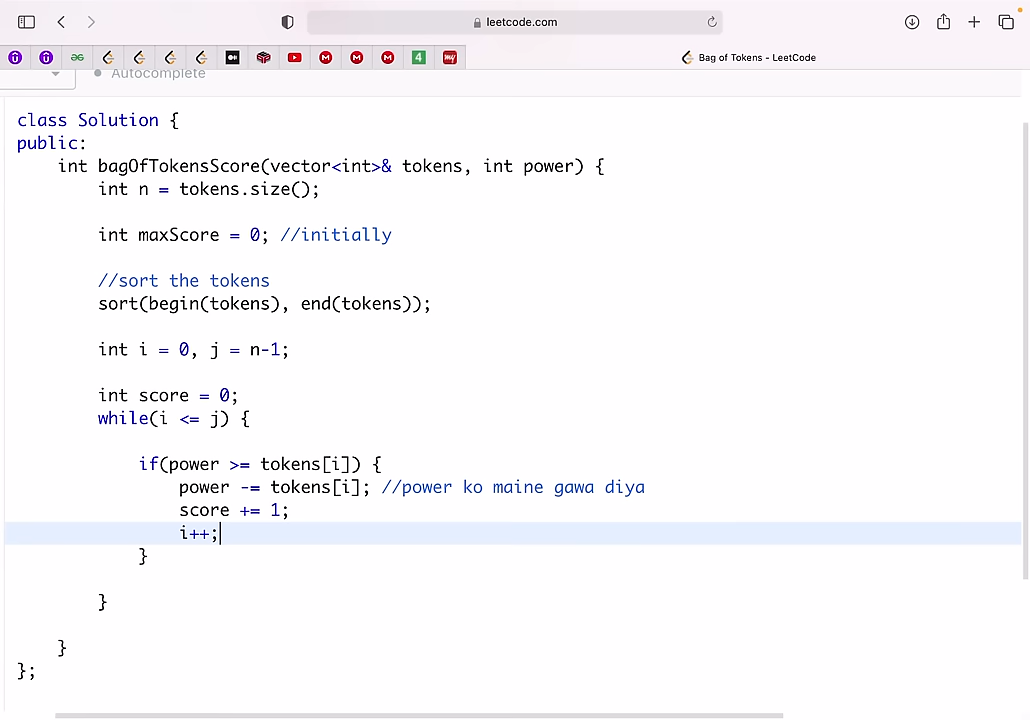 leetcode.com
Bag of Tokens - LeetCode
Autocomplete
class Solution {
public:
int bagOfTokensScore(vector<int>& tokens, int power) {
int n = tokens.size();
int maxScore = 0; //initially
//sort the tokens
sort(begin(tokens), end(tokens));
int i = 0, j = n-1;
int score = 0;
while(i <= j) {
if(power >= tokens[i]) {
power -= tokens[i]; //power ko maine gawa diya
score += 1;
i++;
}
}
}
};